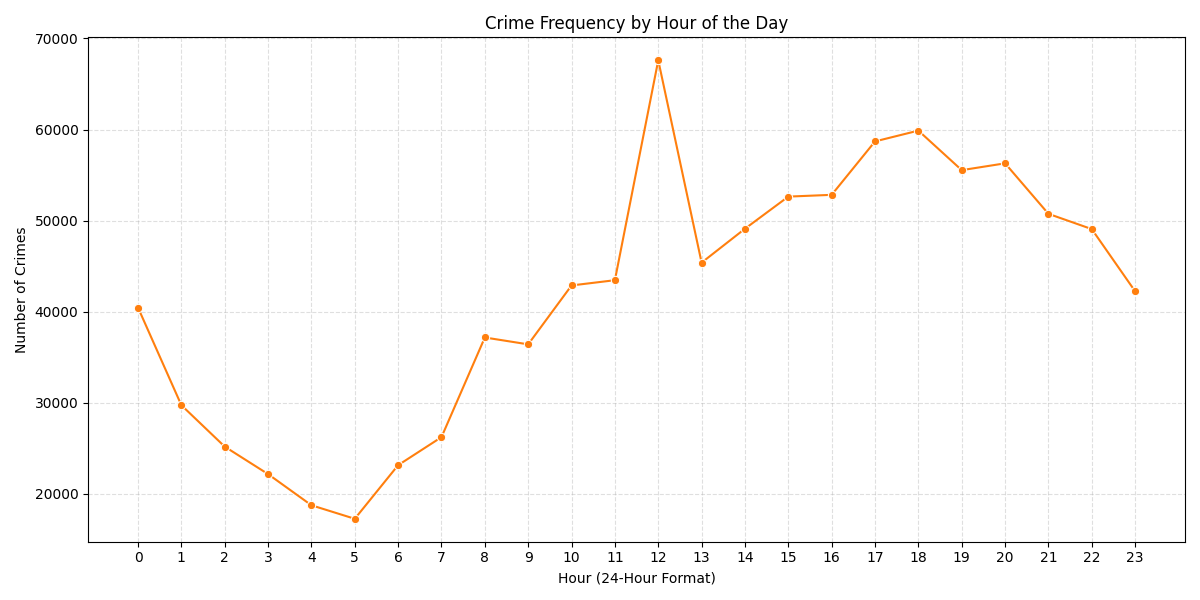 Crime Frequency by Hour of the Day
Number of Crimes
70000
60000
50000
40000
30000
20000
0 1 2 3 4 5 6 7 8 9 10 11 12 13 14 15 16 17 18 19 20 21 22 23
Hour (24-Hour Format)